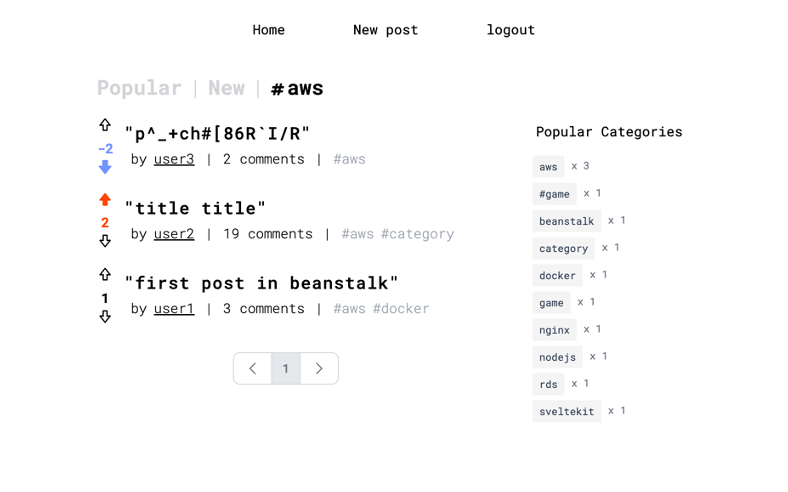 Home New post logout
Popular | New | #aws
"p^_+ch#[86R`I/R"
-2
by user3 | 2 comments | #aws
"title title"
2
by user2 | 19 comments | #aws #category
"first post in beanstalk"
1
by user1 | 3 comments | #aws #docker
< 1 >
Popular Categories
aws x 3
#game x 1
beanstalk x 1
category x 1
docker x 1
game x 1
nginx x 1
nodejs x 1
rds x 1
sveltekit x 1